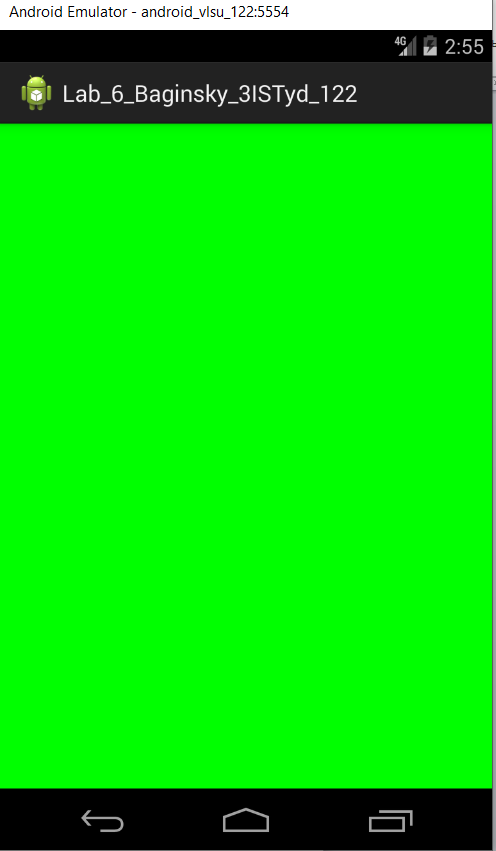 Android Emulator - android_vlsu_122:5554
4G 2:55
Lab_6_Baginsky_3ISTyd_122